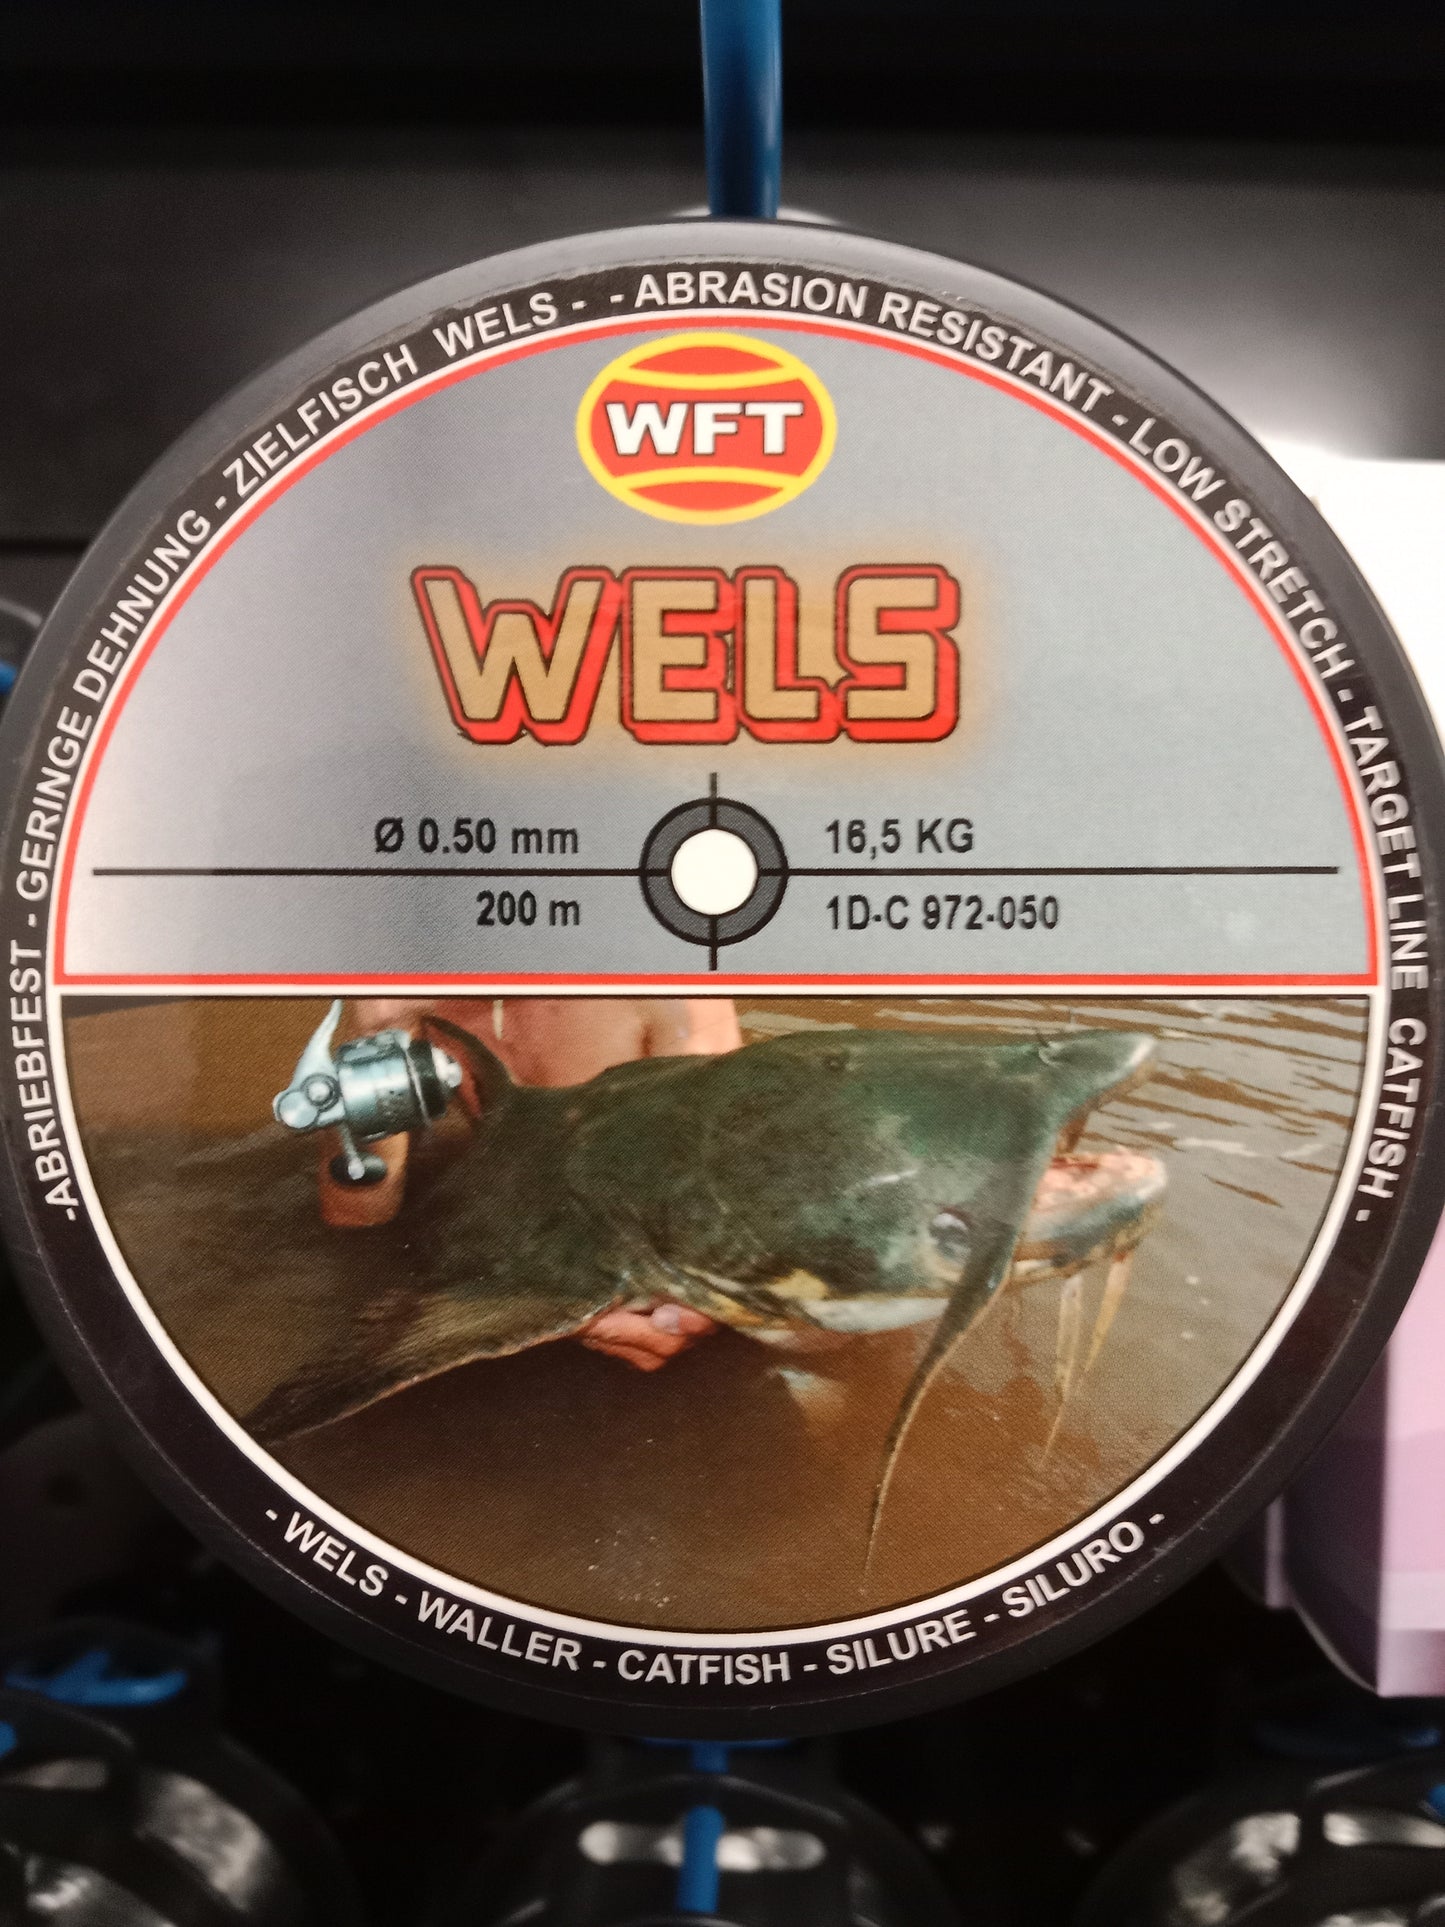 -ABRIEBFEST - GERINGE DEHNUNG - ZIELFISCH WELS -
- ABRASION RESISTANT - LOW STRETCH - TARGET LINE CATFISH -
WFT
WELS
Ø 0.50 mm
16,5 KG
200 m
1D-C 972-050
- WELS - WALLER - CATFISH - SILURE - SILURO -